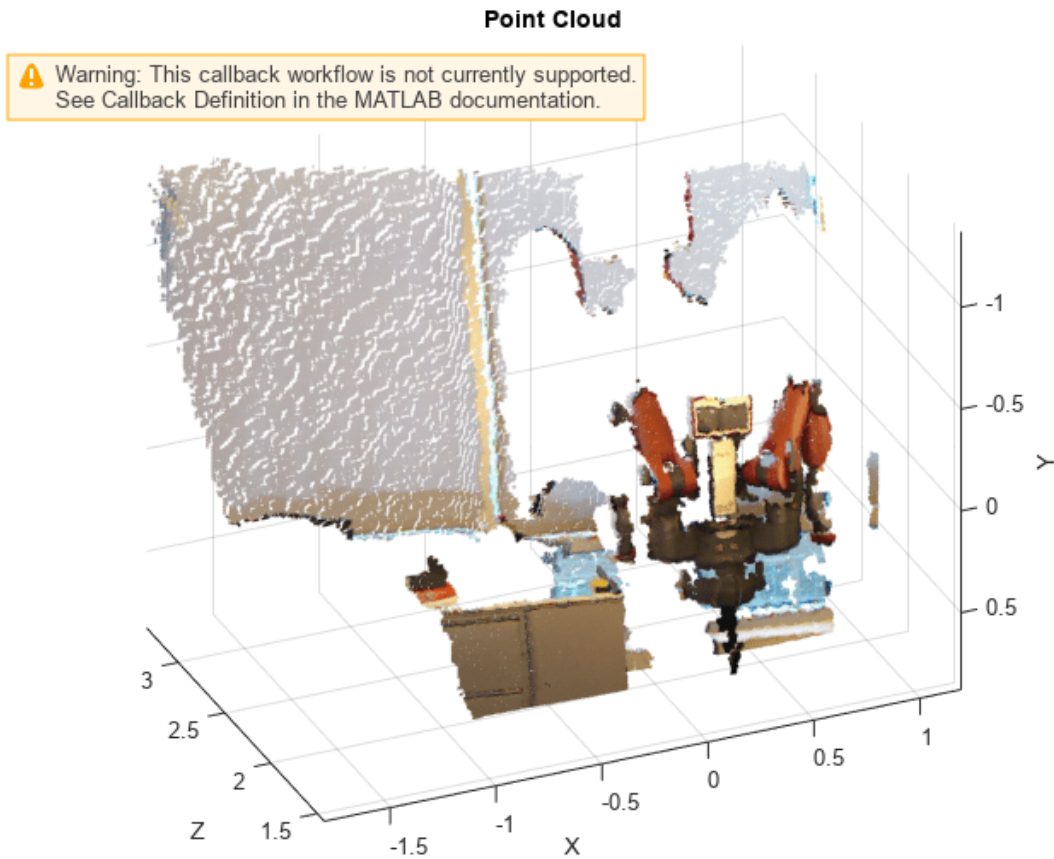 Point Cloud
Warning: This callback workflow is not currently supported.
See Callback Definition in the MATLAB documentation.
-1
-0.5
0
0.5
Y
3
2.5
2
1.5
Z
-1.5
-1
-0.5
0
0.5
1
X